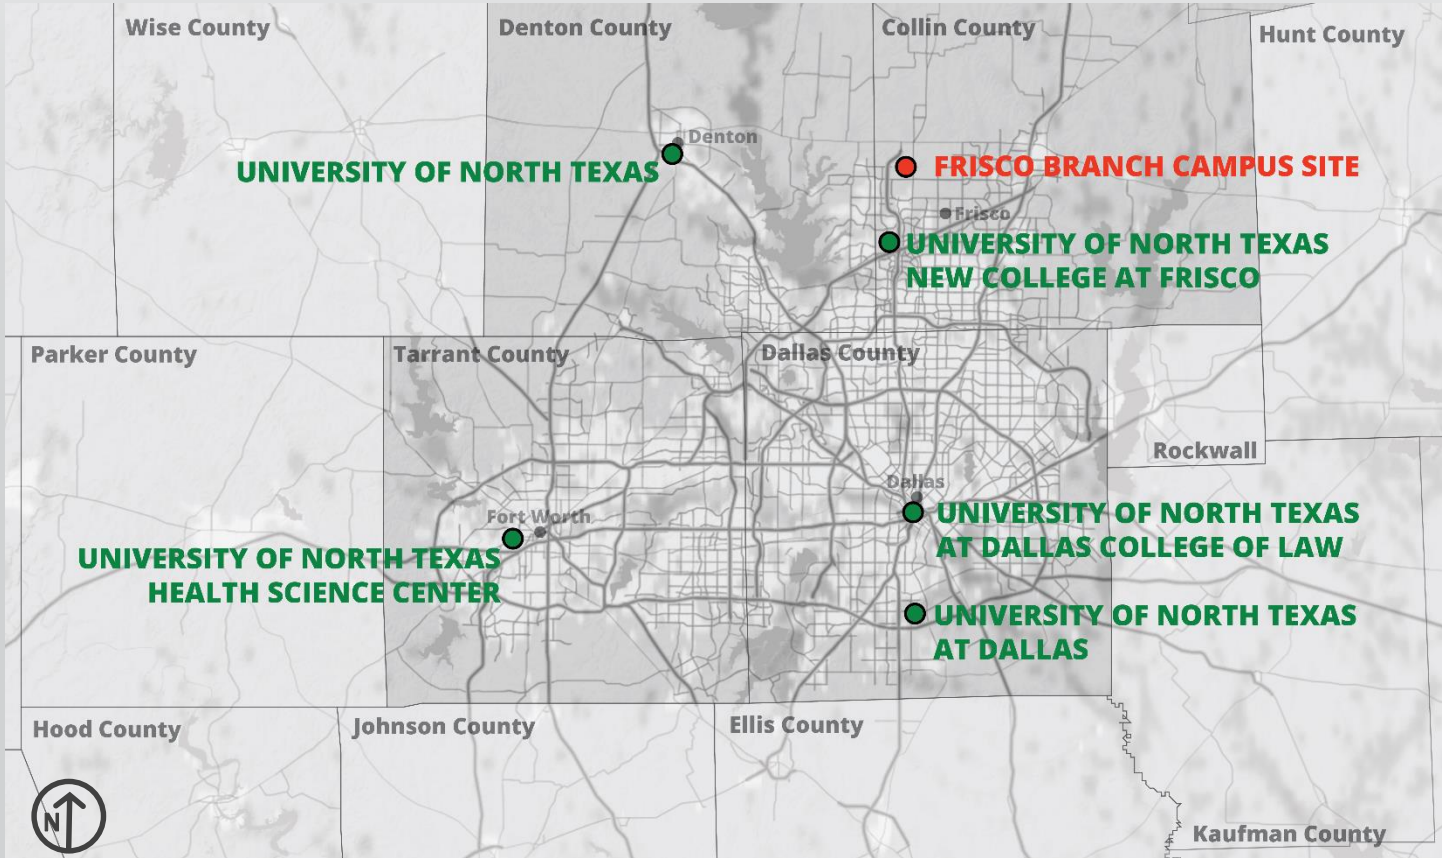 Wise County
Denton County
Collin County
Hunt County
Denton
UNIVERSITY OF NORTH TEXAS
FRISCO BRANCH CAMPUS SITE
Frisco
UNIVERSITY OF NORTH TEXAS
NEW COLLEGE AT FRISCO
Parker County
Tarrant County
Dallas County
Rockwall
Dallas
Fort Worth
UNIVERSITY OF NORTH TEXAS
AT DALLAS COLLEGE OF LAW
UNIVERSITY OF NORTH TEXAS
HEALTH SCIENCE CENTER
UNIVERSITY OF NORTH TEXAS
AT DALLAS
Hood County
Johnson County
Ellis County
N
Kaufman County